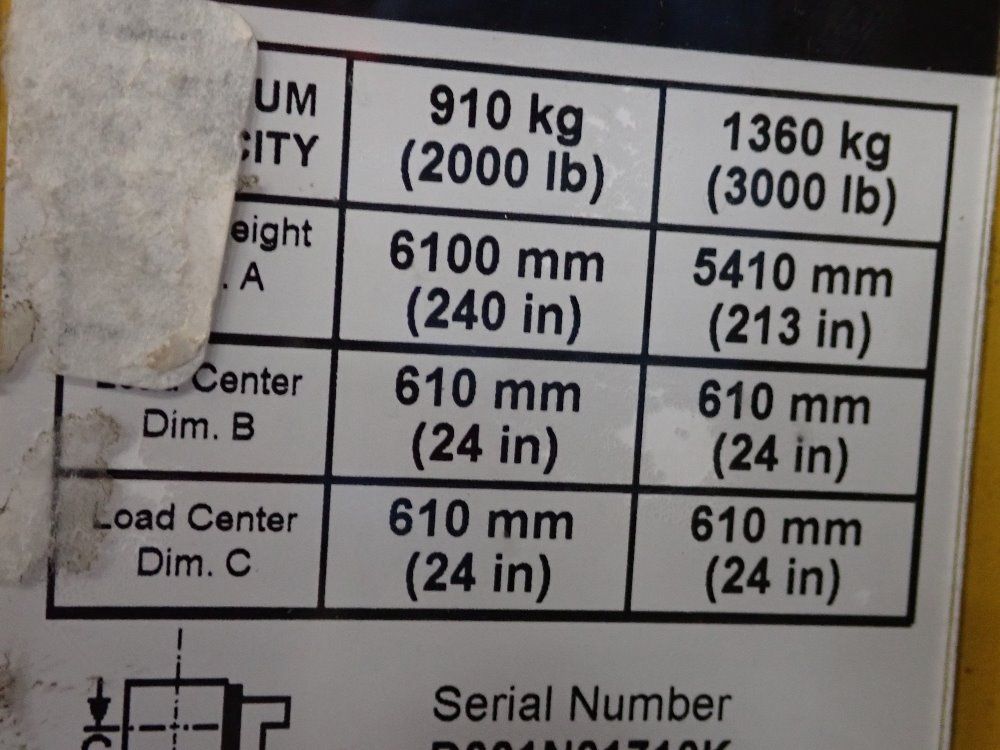 UM 910 kg 1360 kg
CITY (2000 lb) (3000 lb)
eight 6100 mm 5410 mm
. A (240 in) (213 in)
Center 610 mm 610 mm
Dim. B (24 in) (24 in)
Load Center 610 mm 610 mm
Dim. C (24 in) (24 in)
Serial Number
C